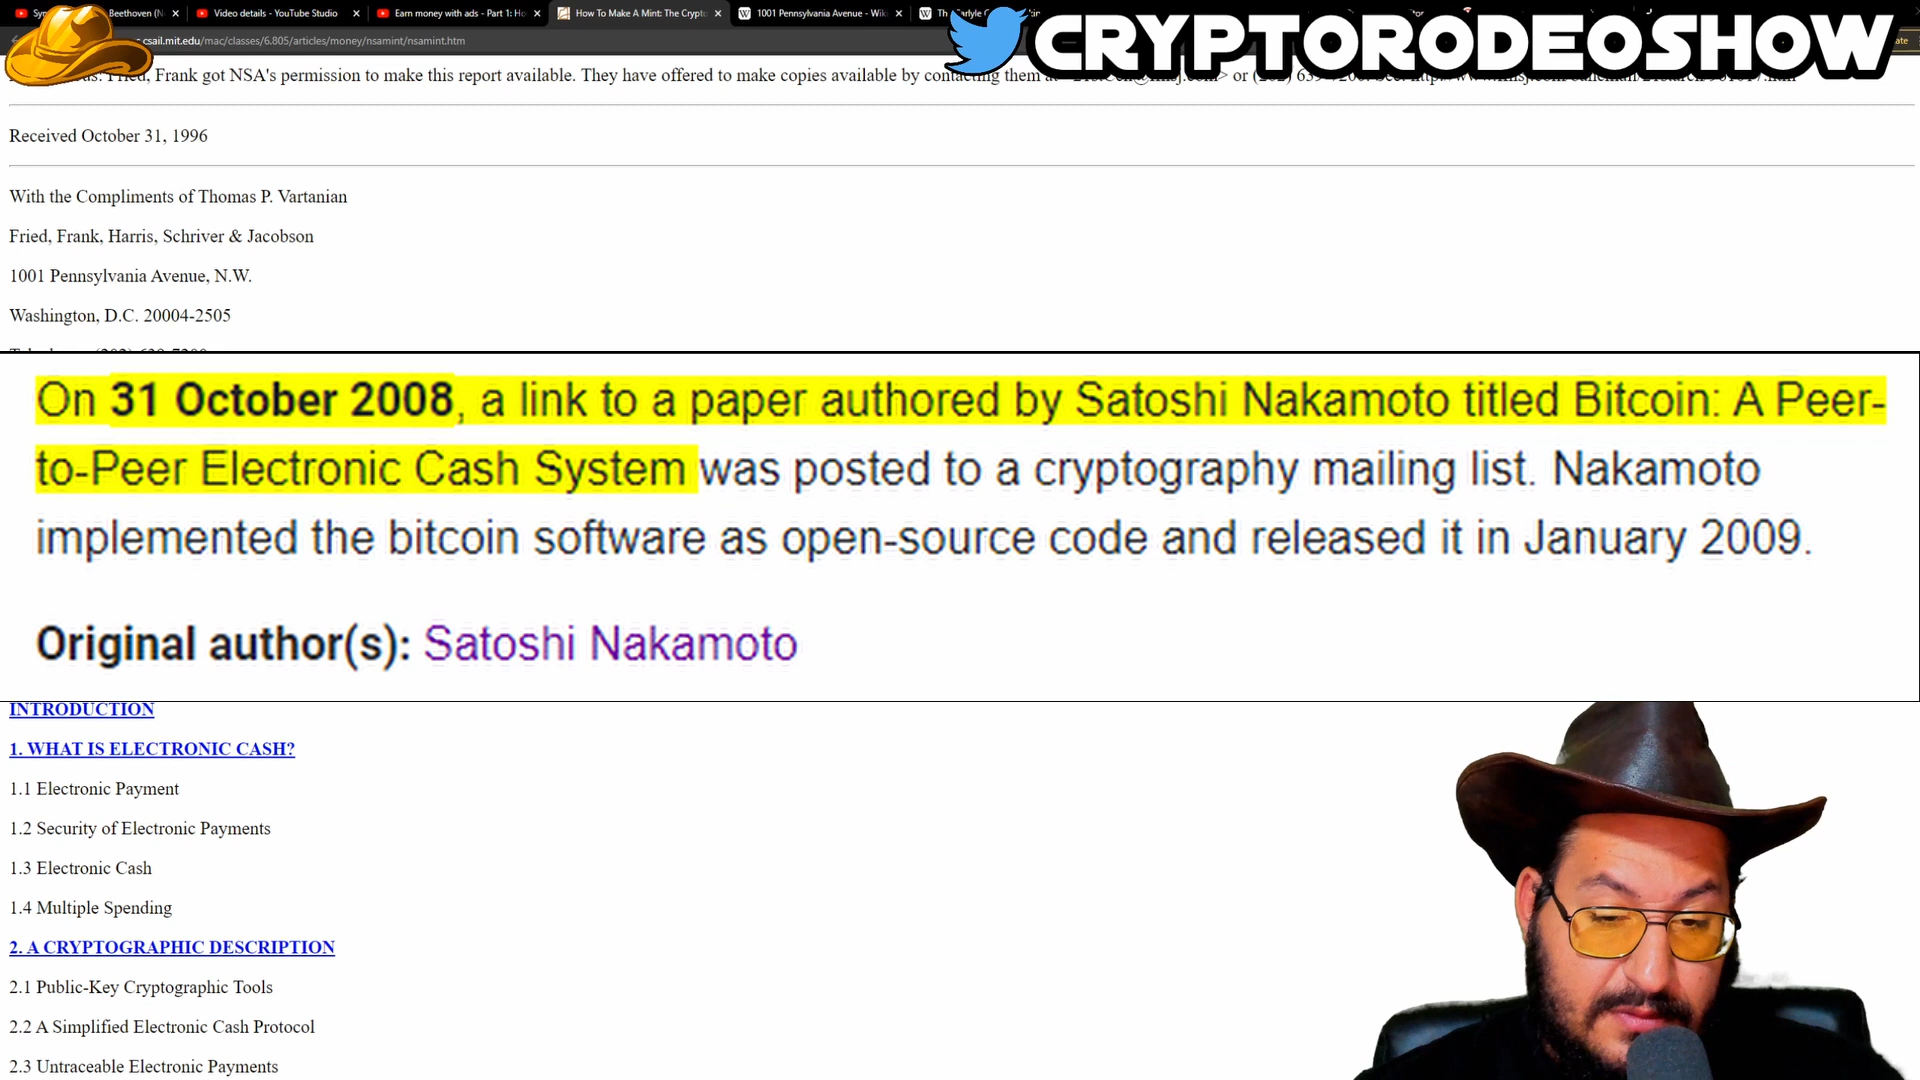 Beethoven (N
Video details - YouTube Studio
Earn money with ads - Part 1: Ho
How To Make A Mint: The Crypto
1001 Pennsylvania Avenue - Wik
CRYPTORODEOSHOW
csail.mit.edu/mac/classes/6.805/articles/money/nsamint/nsamint.htm
Frank got NSA's permission to make this report available. They have offered to make copies available by contacting them at
Received October 31, 1996
With the Compliments of Thomas P. Vartanian
Fried, Frank, Harris, Schriver & Jacobson
1001 Pennsylvania Avenue, N.W.
Washington, D.C. 20004-2505
On 31 October 2008, a link to a paper authored by Satoshi Nakamoto titled Bitcoin: A Peer-
to-Peer Electronic Cash System was posted to a cryptography mailing list. Nakamoto
implemented the bitcoin software as open-source code and released it in January 2009.
Original author(s): Satoshi Nakamoto
INTRODUCTION
1. WHAT IS ELECTRONIC CASH?
1.1 Electronic Payment
1.2 Security of Electronic Payments
1.3 Electronic Cash
1.4 Multiple Spending
2. A CRYPTOGRAPHIC DESCRIPTION
2.1 Public-Key Cryptographic Tools
2.2 A Simplified Electronic Cash Protocol
2.3 Untraceable Electronic Payments